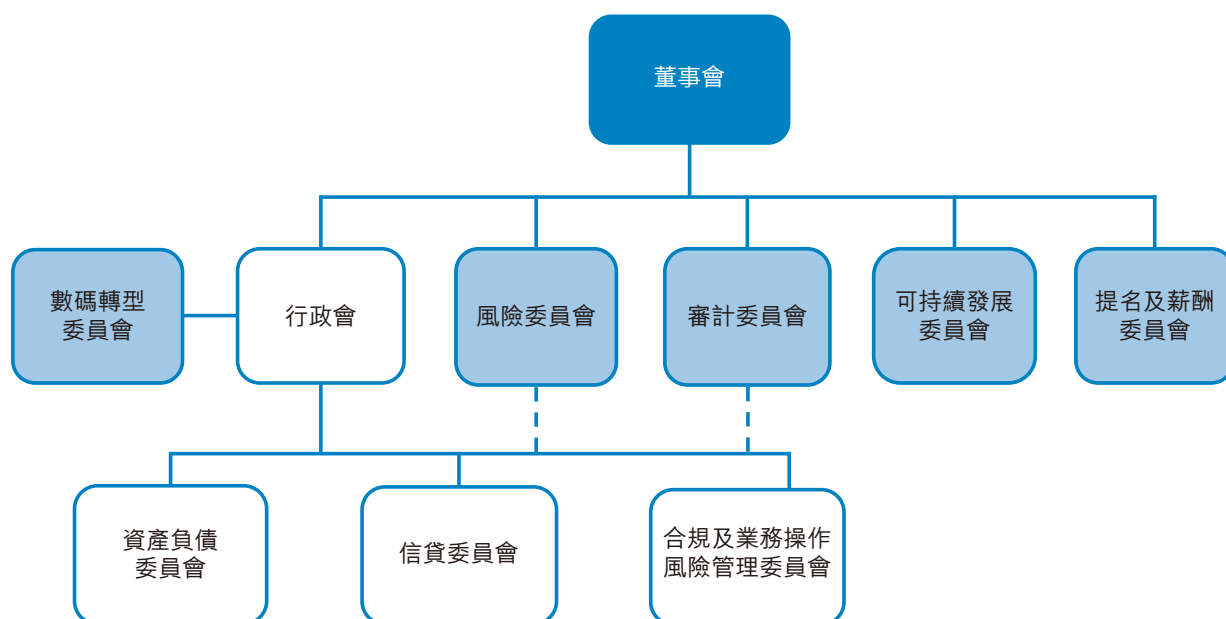 董事會
數碼轉型
委員會
行政會
風險委員會
審計委員會
可持續發展
委員會
提名及薪酬
委員會
資產負債
委員會
信貸委員會
合規及業務操作
風險管理委員會